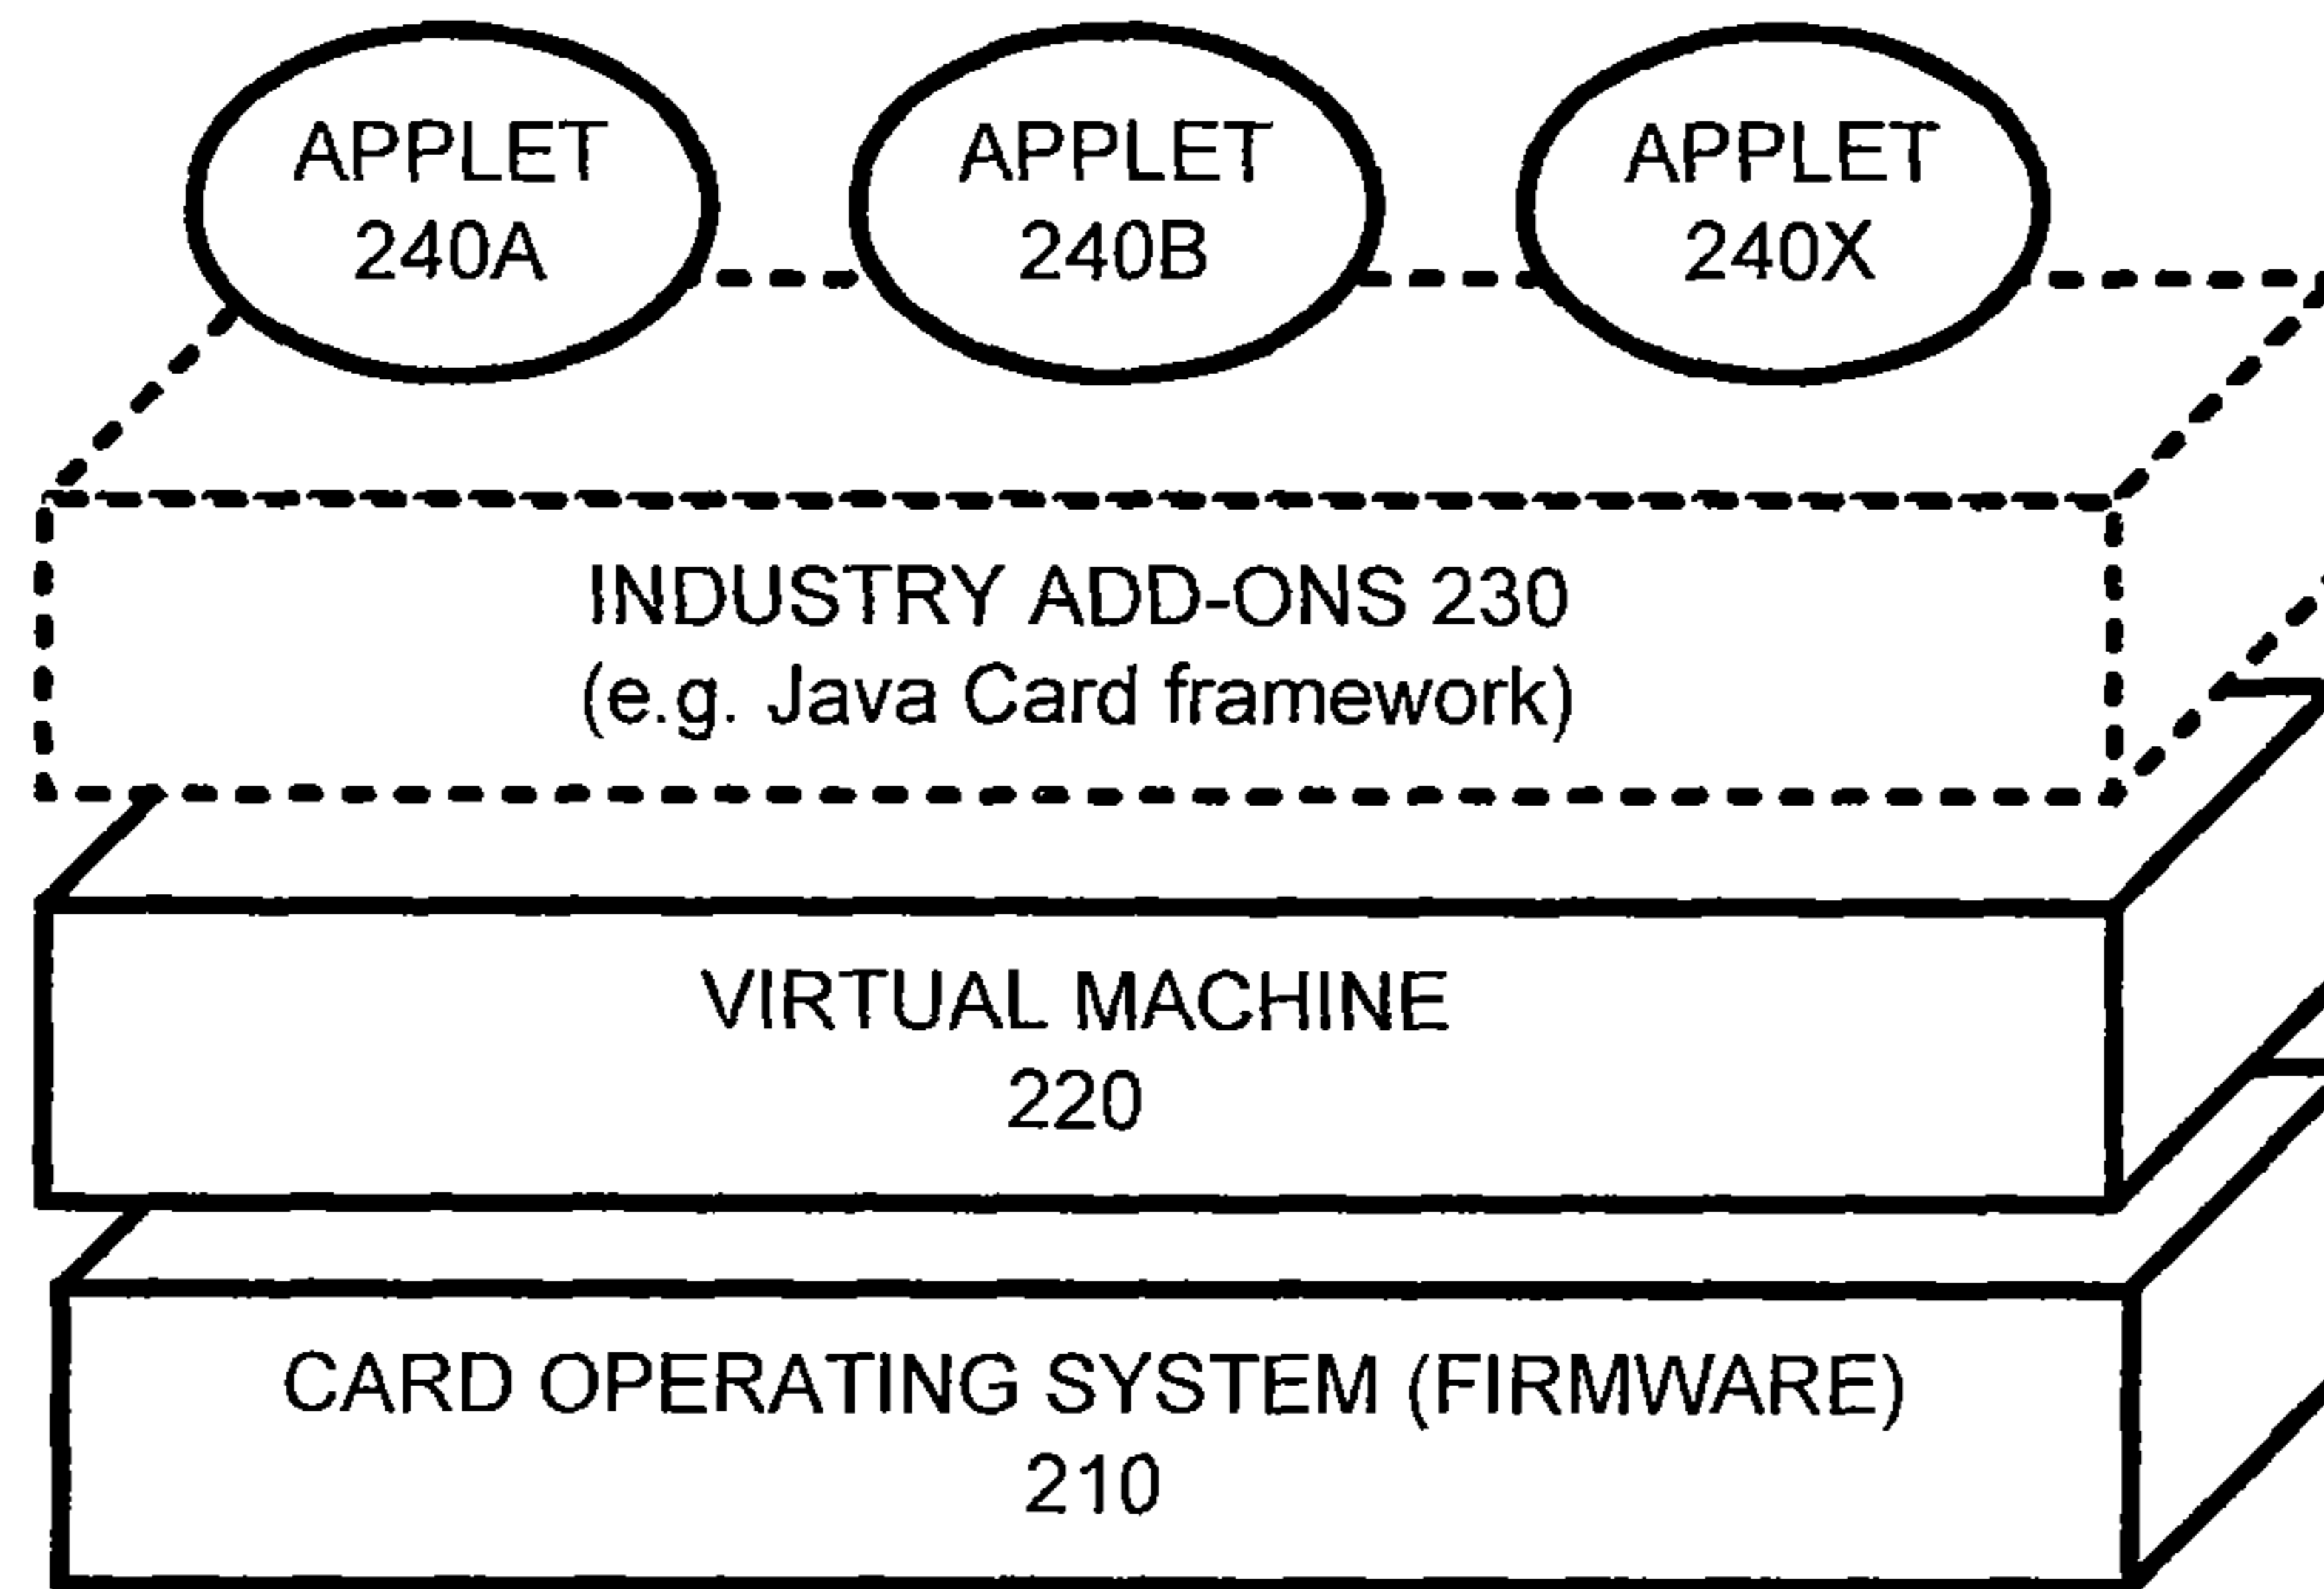 APPLET
240A
APPLET
240B
APPLET
240X
INDUSTRY ADD-ONS 230
(e.g. Java Card framework)
VIRTUAL MACHINE
220
CARD OPERATING SYSTEM (FIRMWARE)
210